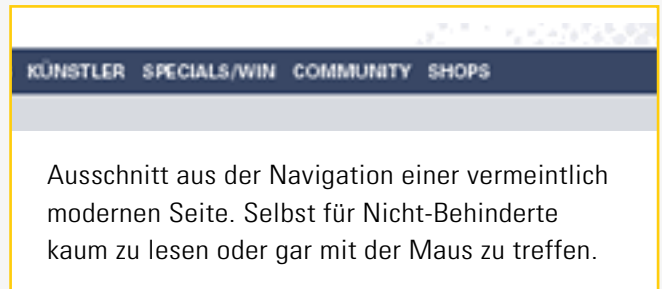 KÜNSTLER SPECIALS/WIN COMMUNITY SHOPS
Ausschnitt aus der Navigation einer vermeintlich
modernen Seite. Selbst für Nicht-Behinderte
kaum zu lesen oder gar mit der Maus zu treffen.